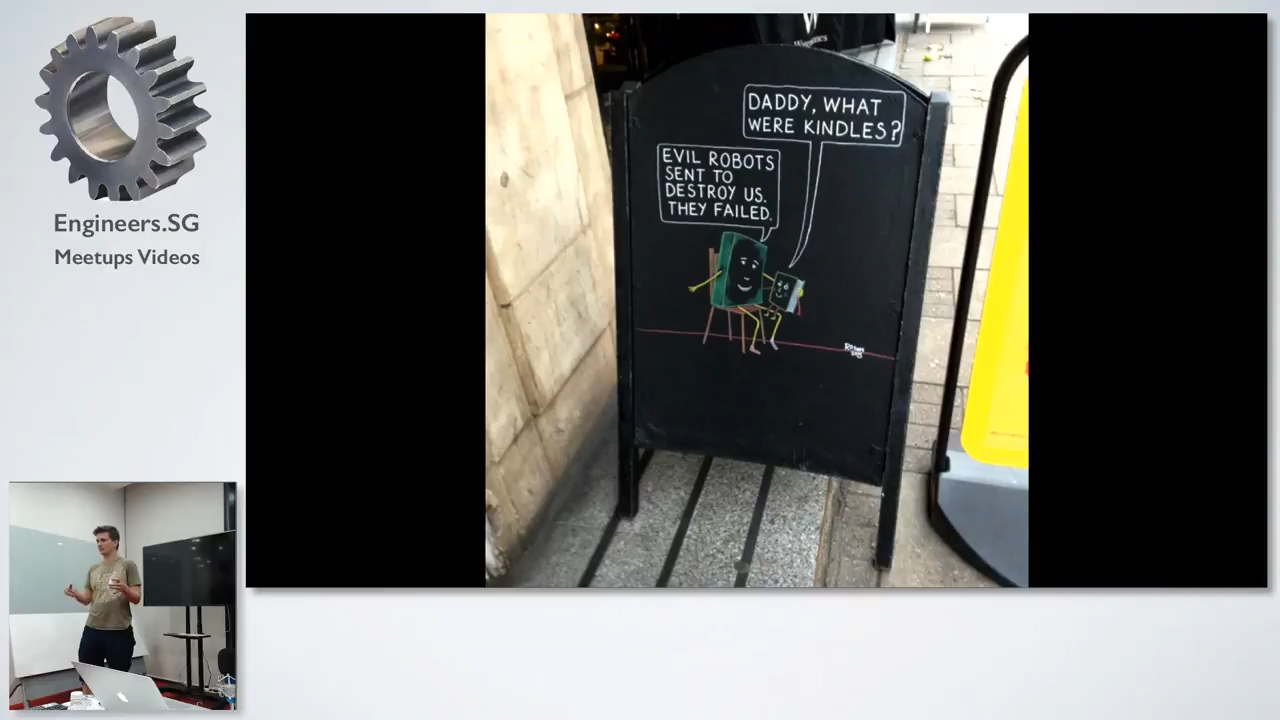 Engineers.SG
Meetups Videos
DADDY, WHAT
WERE KINDLES?
EVIL ROBOTS
SENT TO
DESTROY US.
THEY FAILED.